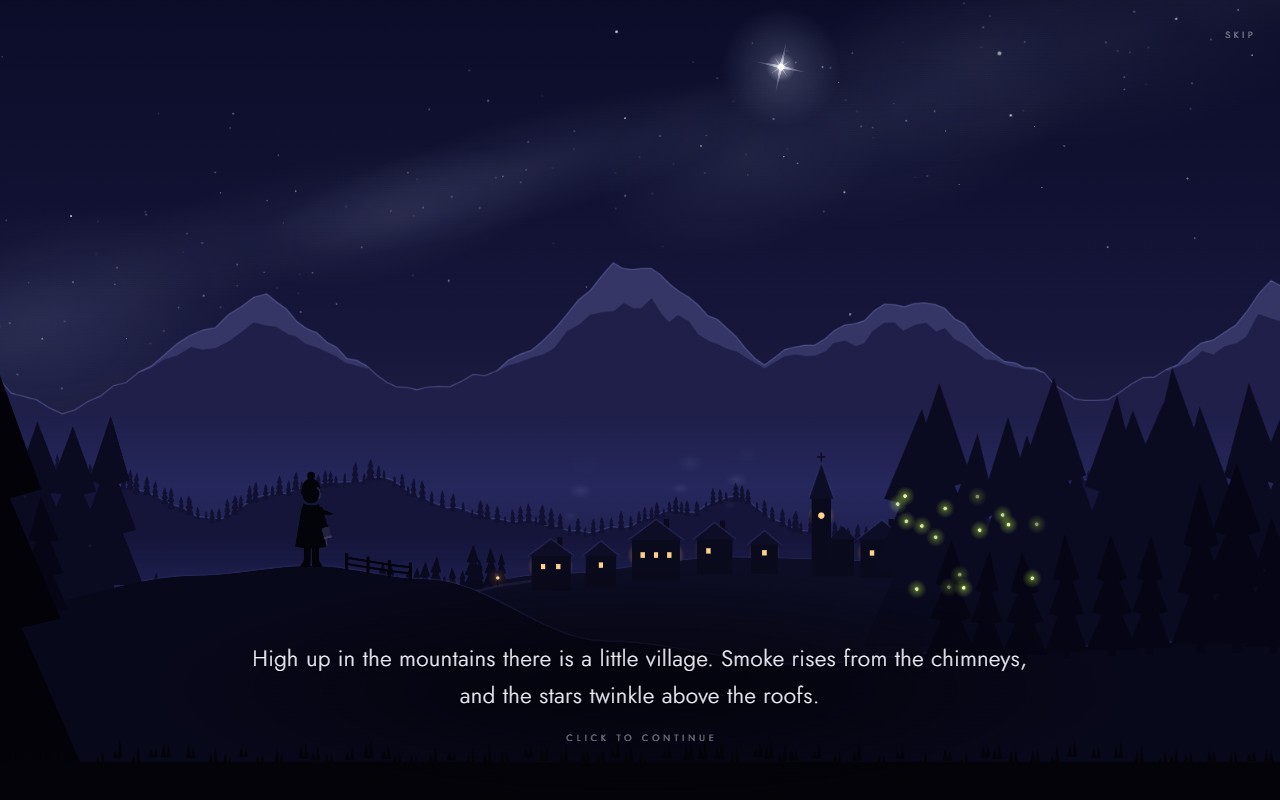 SKIP
High up in the mountains there is a little village. Smoke rises from the chimneys,
and the stars twinkle above the roofs.
CLICK TO CONTINUE